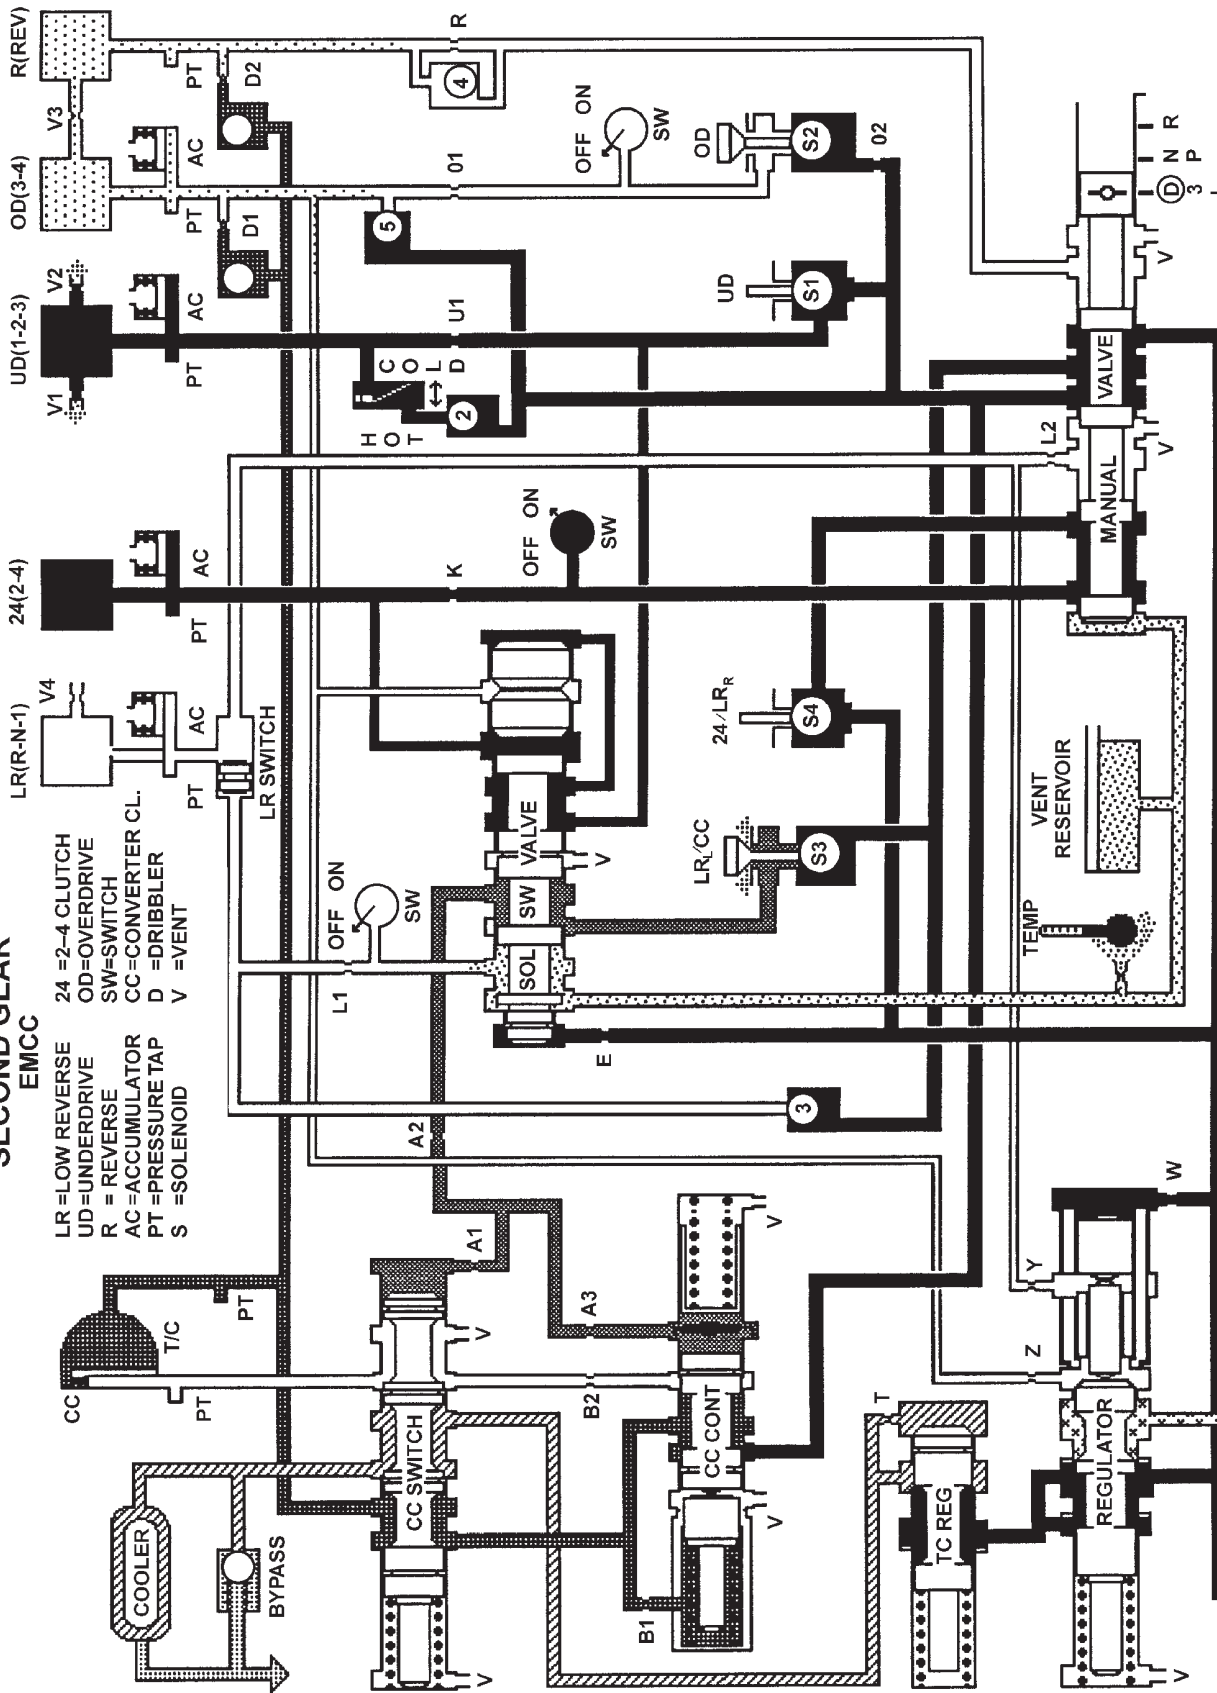 SECOND GEAR
EMCC
LR =LOW REVERSE
UD =UNDERDRIVE
R = REVERSE
AC =ACCUMULATOR
PT =PRESSURE TAP
S =SOLENOID
24 =2–4 CLUTCH
OD=OVERDRIVE
SW=SWITCH
CC=CONVERTER CL.
D =DRIBBLER
V =VENT
LR(R-N-1)
24(2-4)
UD(1-2-3)
OD(3-4)
R(REV)
V4
V1
V2
V3
PT
AC
PT
AC
PT
AC
PT
AC
PT
D1
D2
LR SWITCH
CC
T/C
PT
PT
COOLER
BYPASS
CC SWITCH
V
V
A1
A2
A3
B1
B2
CC CONT
V
V
TC REG
T
REGULATOR
V
Z
Y
W
3
E
L1
OFF ON
SW
SOL
SW
VALVE
V
K
OFF ON
SW
HOT
COLD
2
U1
5
01
OFF ON
SW
4
R
LRL/CC
S3
24/LRR
S4
UD
S1
OD
S2
02
TEMP
VENT
RESERVOIR
MANUAL
VALVE
L2
V
V
D
3
L
N
P
R